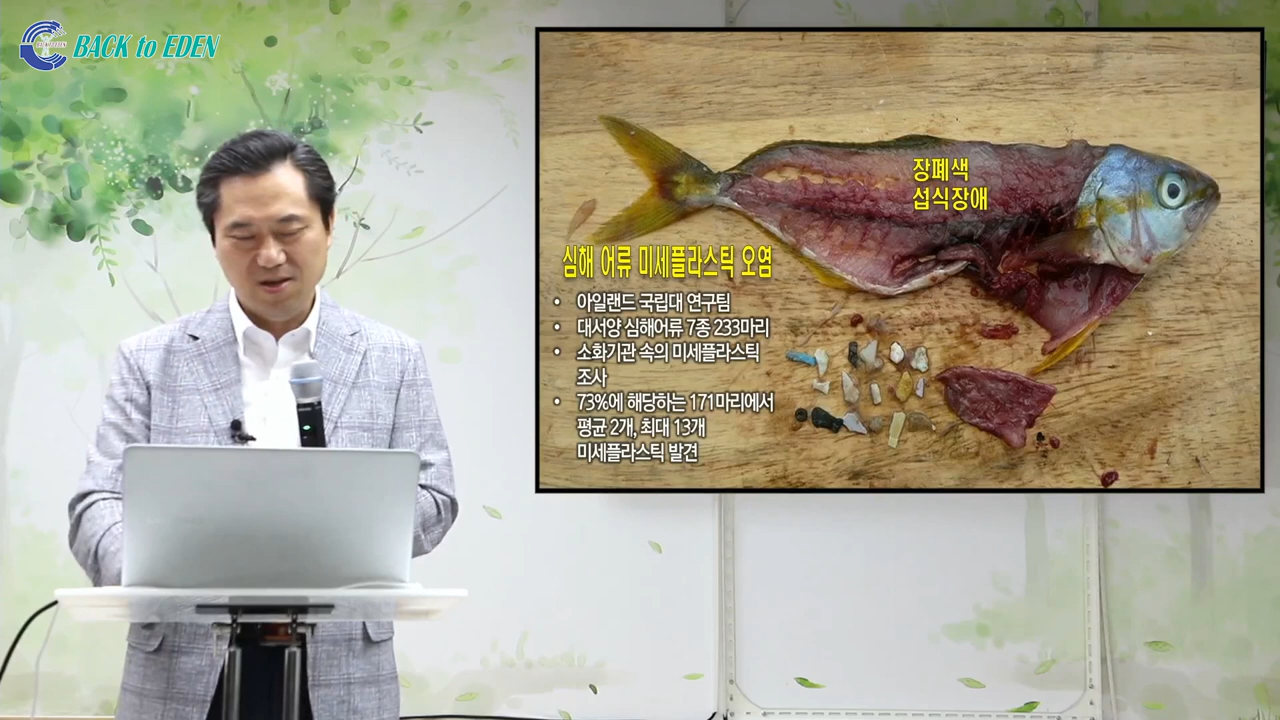 BACK to EDEN
장폐색
섭식장애
심해 어류 미세플라스틱 오염
• 아일랜드 국립대 연구팀
• 대서양 심해어류 7종 233마리
• 소화기관 속의 미세플라스틱
조사
• 73%에 해당하는 171마리에서
평균 2개, 최대 13개
미세플라스틱 발견